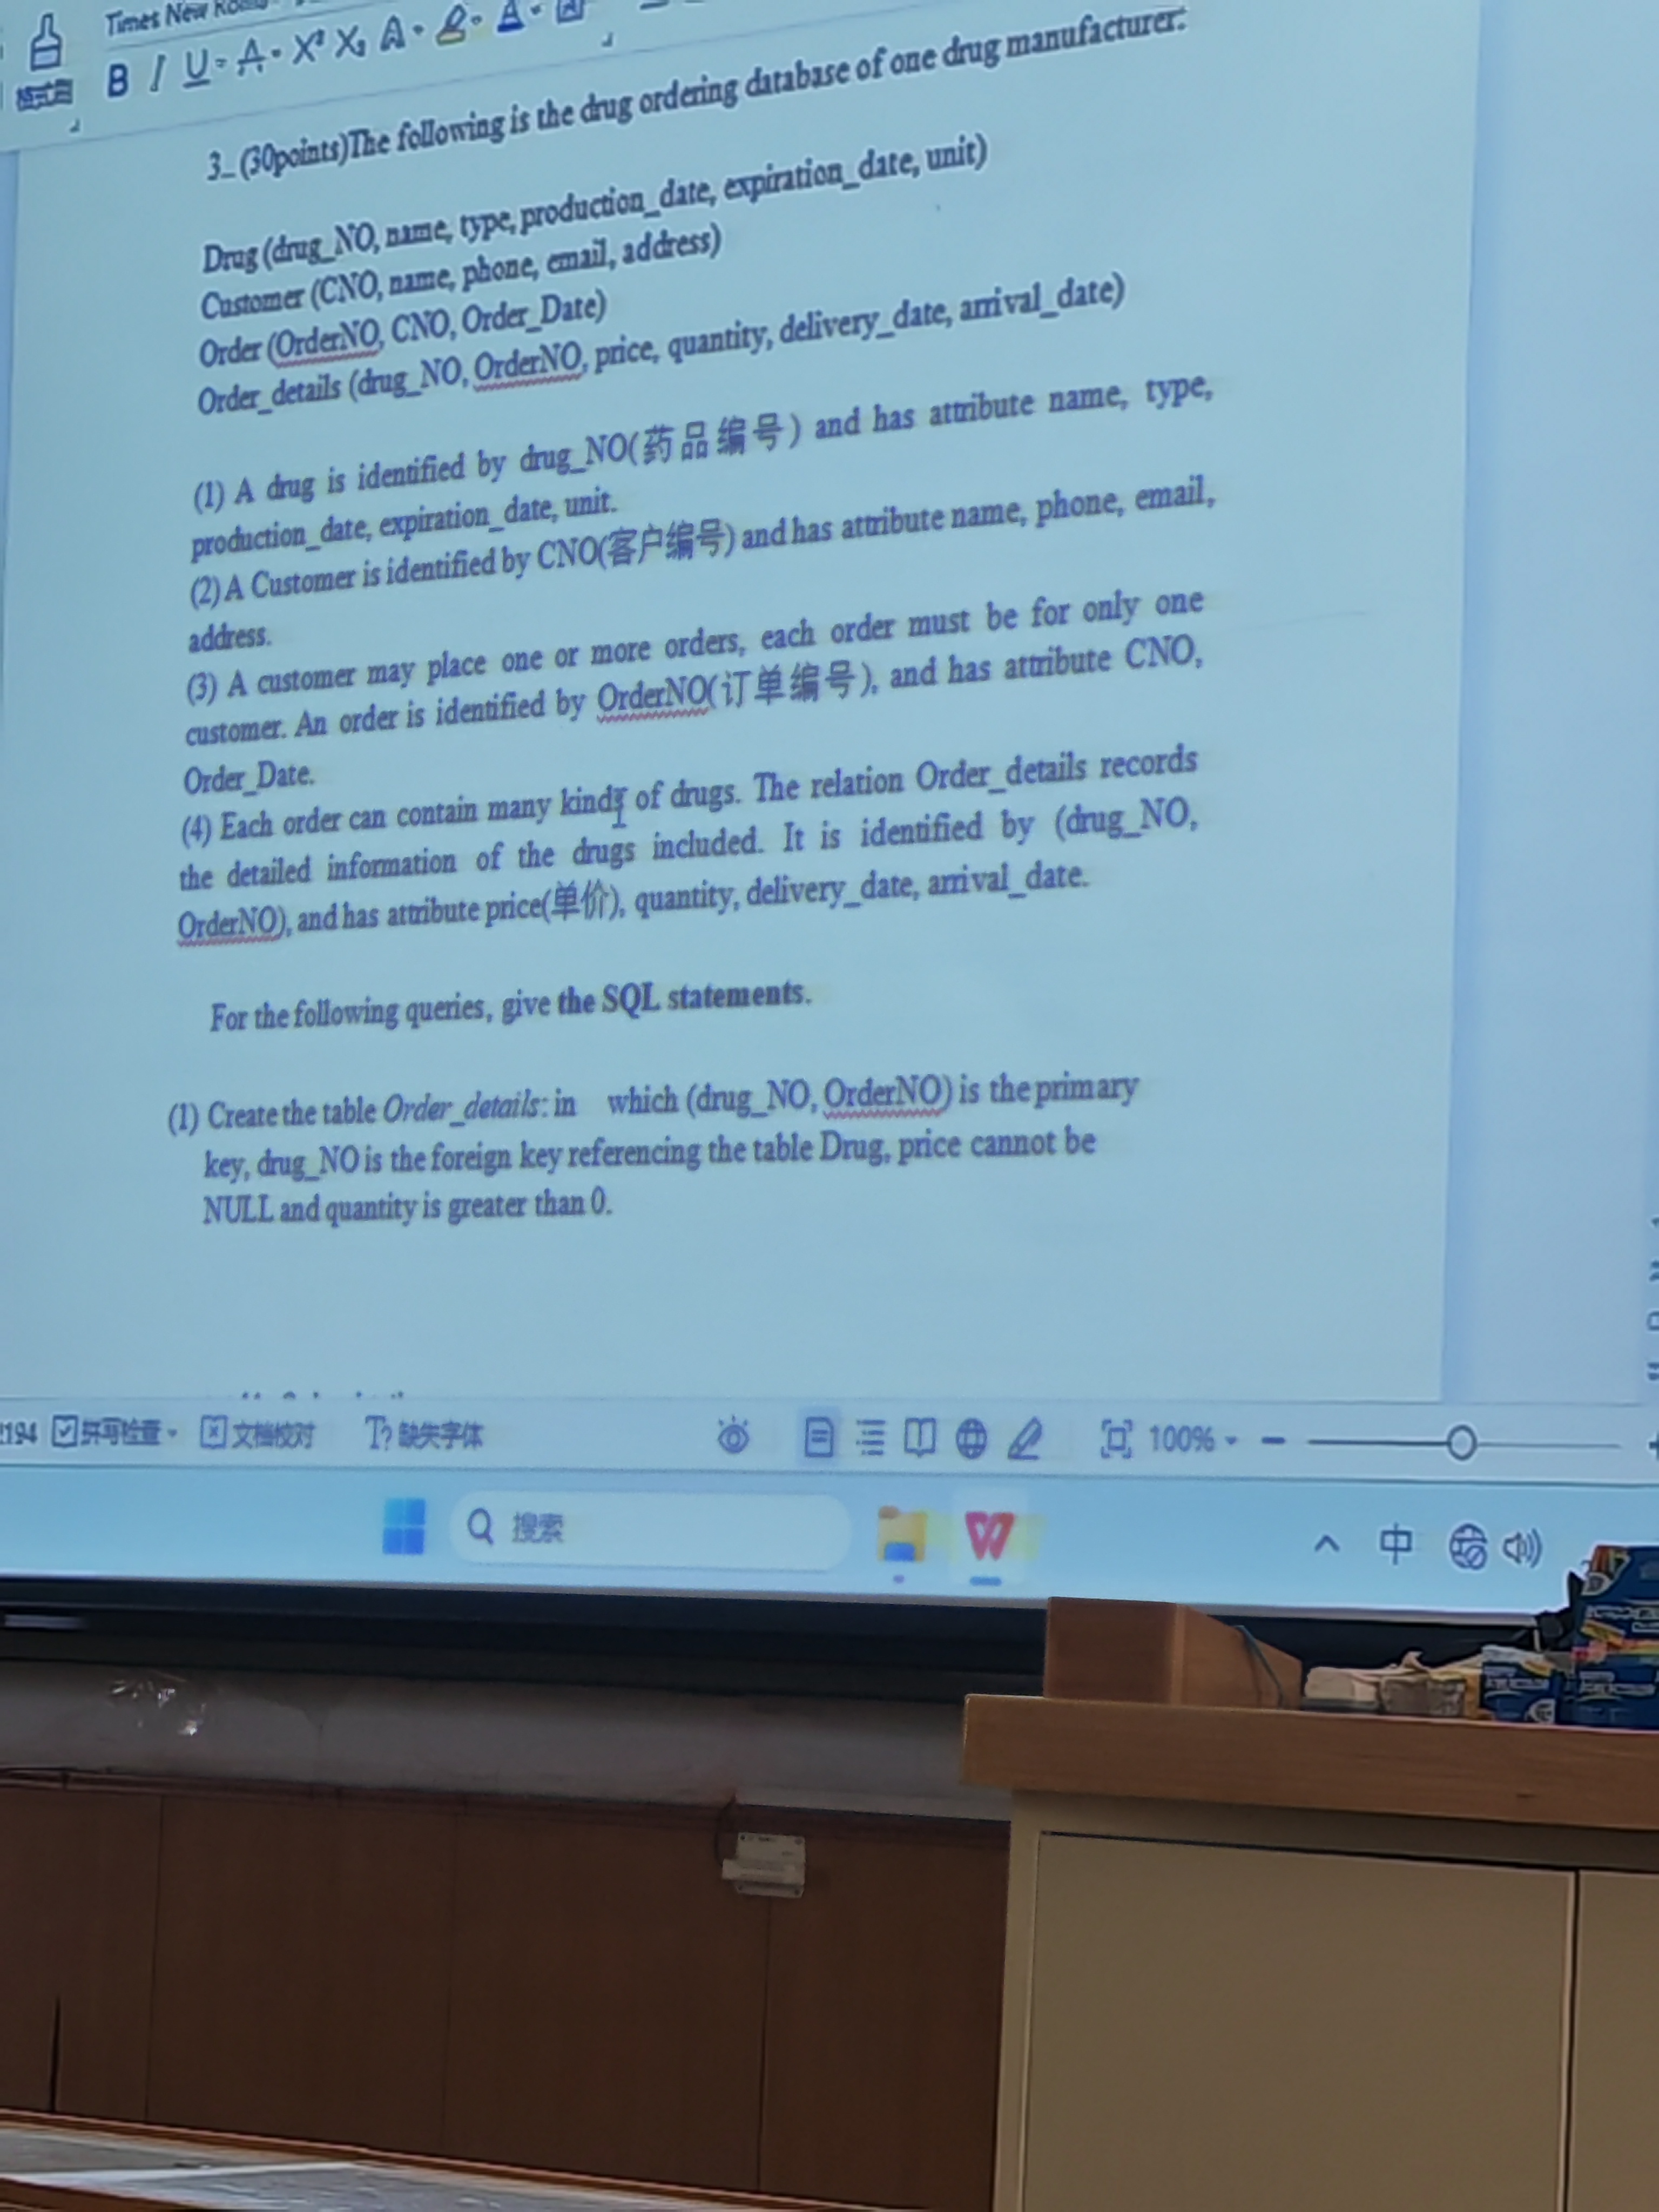 Times New Roma
格式刷 B I U A X² X₂ A A A
3_ (30points)The following is the drug ordering database of one drug manufacturer:
Drug (drug_NO, name, type, production_date, expiration_date, unit)
Customer (CNO, name, phone, email, address)
Order (OrderNO, CNO, Order_Date)
Order_details (drug_NO, OrderNO, price, quantity, delivery_date, arrival_date)
(1) A drug is identified by drug_NO(药品编号) and has attribute name, type,
production_date, expiration_date, unit.
(2) A Customer is identified by CNO(客户编号) and has attribute name, phone, email,
address.
(3) A customer may place one or more orders, each order must be for only one
customer. An order is identified by OrderNO(订单编号), and has attribute CNO,
Order_Date.
(4) Each order can contain many kinds of drugs. The relation Order_details records
the detailed information of the drugs included. It is identified by (drug_NO,
OrderNO), and has attribute price(单价), quantity, delivery_date, arrival_date.
For the following queries, give the SQL statements.
(1) Create the table Order_details: in which (drug_NO, OrderNO) is the primary
key, drug_NO is the foreign key referencing the table Drug, price cannot be
NULL and quantity is greater than 0.
194 拼写检查 文档校对 T? 缺失字体 100%
搜索 中